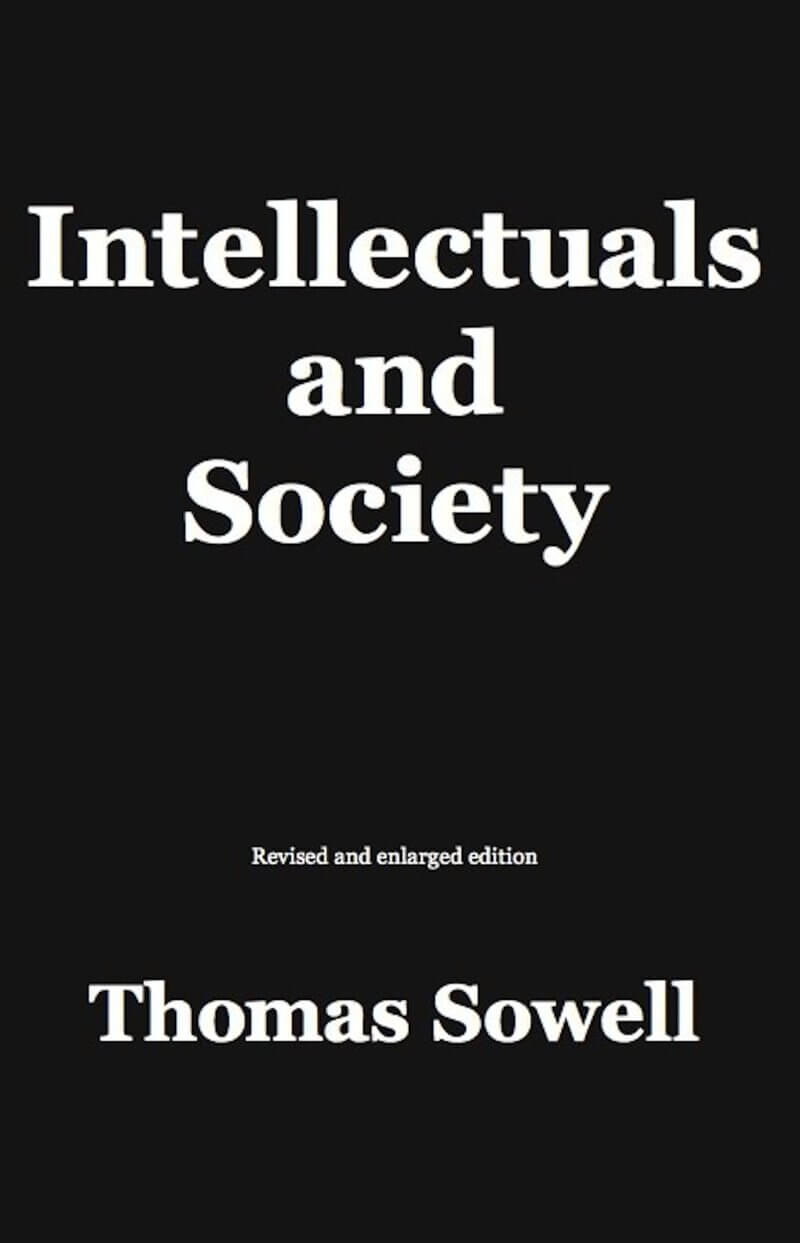 Intellectuals
and
Society
Revised and enlarged edition
Thomas Sowell